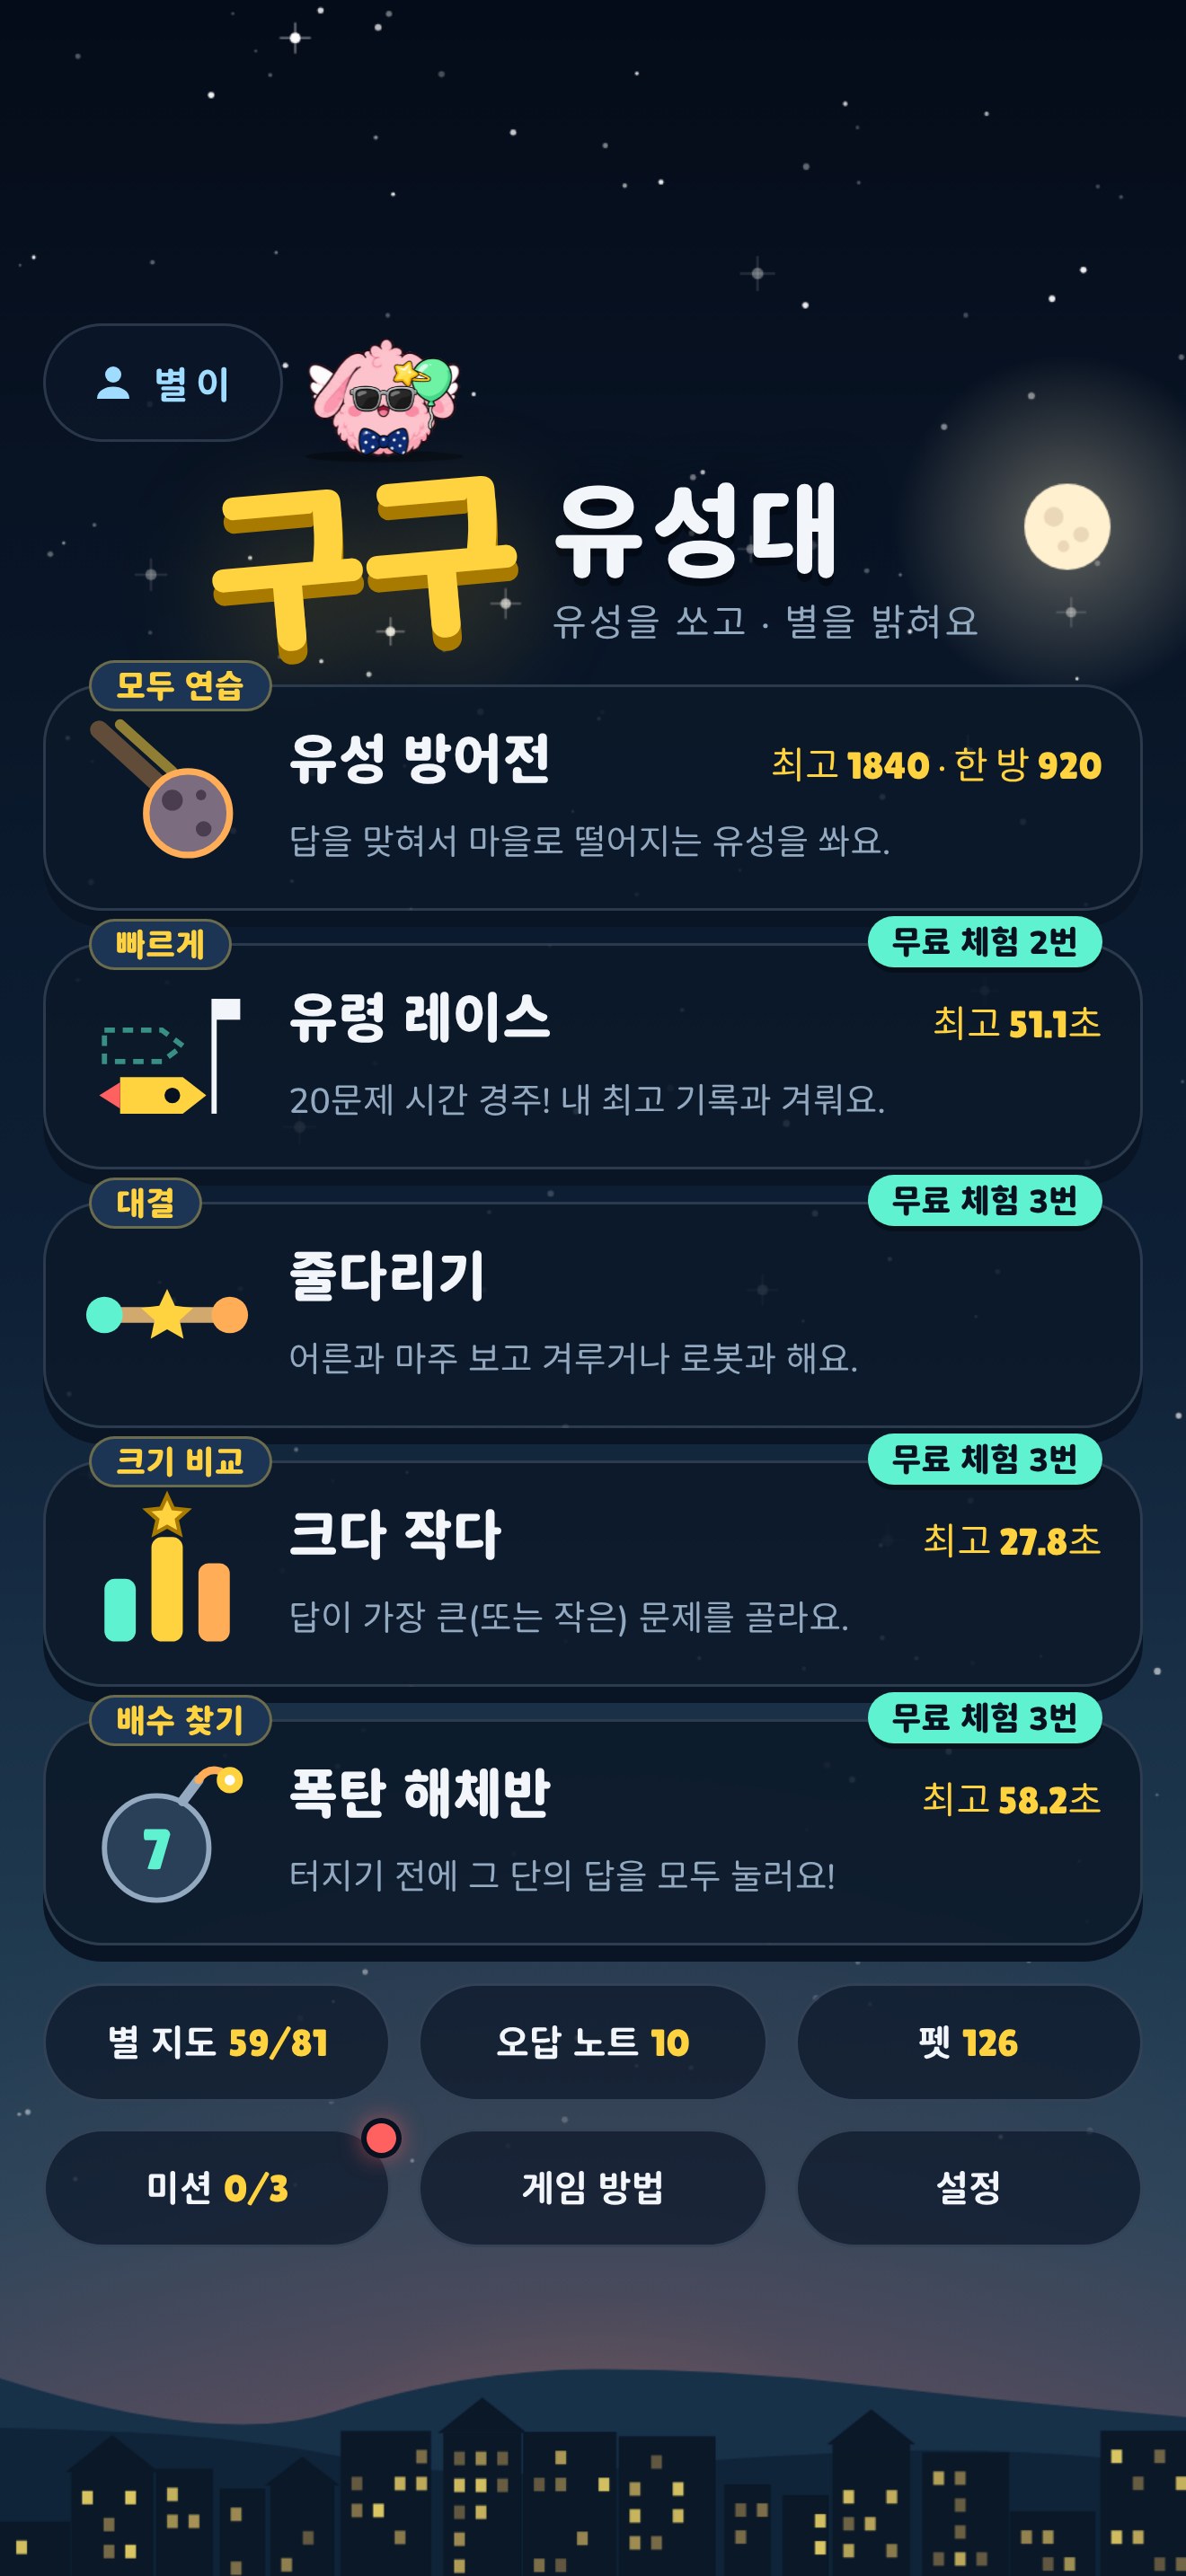 별이
구구 유성대
유성을 쏘고 · 별을 밝혀요
모두 연습
유성 방어전
최고 1840 · 한 방 920
답을 맞혀서 마을로 떨어지는 유성을 쏴요.
빠르게
무료 체험 2번
유령 레이스
최고 51.1초
20문제 시간 경주! 내 최고 기록과 겨뤄요.
대결
무료 체험 3번
줄다리기
어른과 마주 보고 겨루거나 로봇과 해요.
크기 비교
무료 체험 3번
크다 작다
최고 27.8초
답이 가장 큰(또는 작은) 문제를 골라요.
배수 찾기
무료 체험 3번
7
폭탄 해체반
최고 58.2초
터지기 전에 그 단의 답을 모두 눌러요!
별 지도 59/81
오답 노트 10
펫 126
미션 0/3
게임 방법
설정